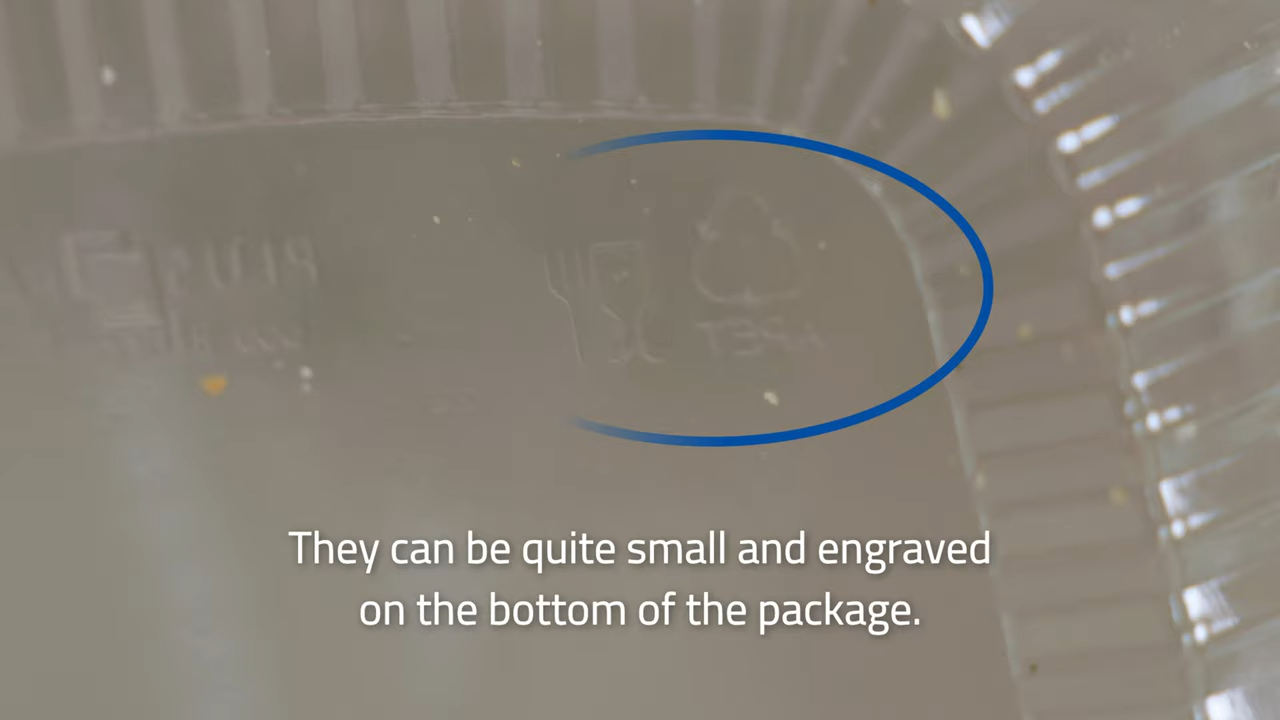 They can be quite small and engraved
on the bottom of the package.